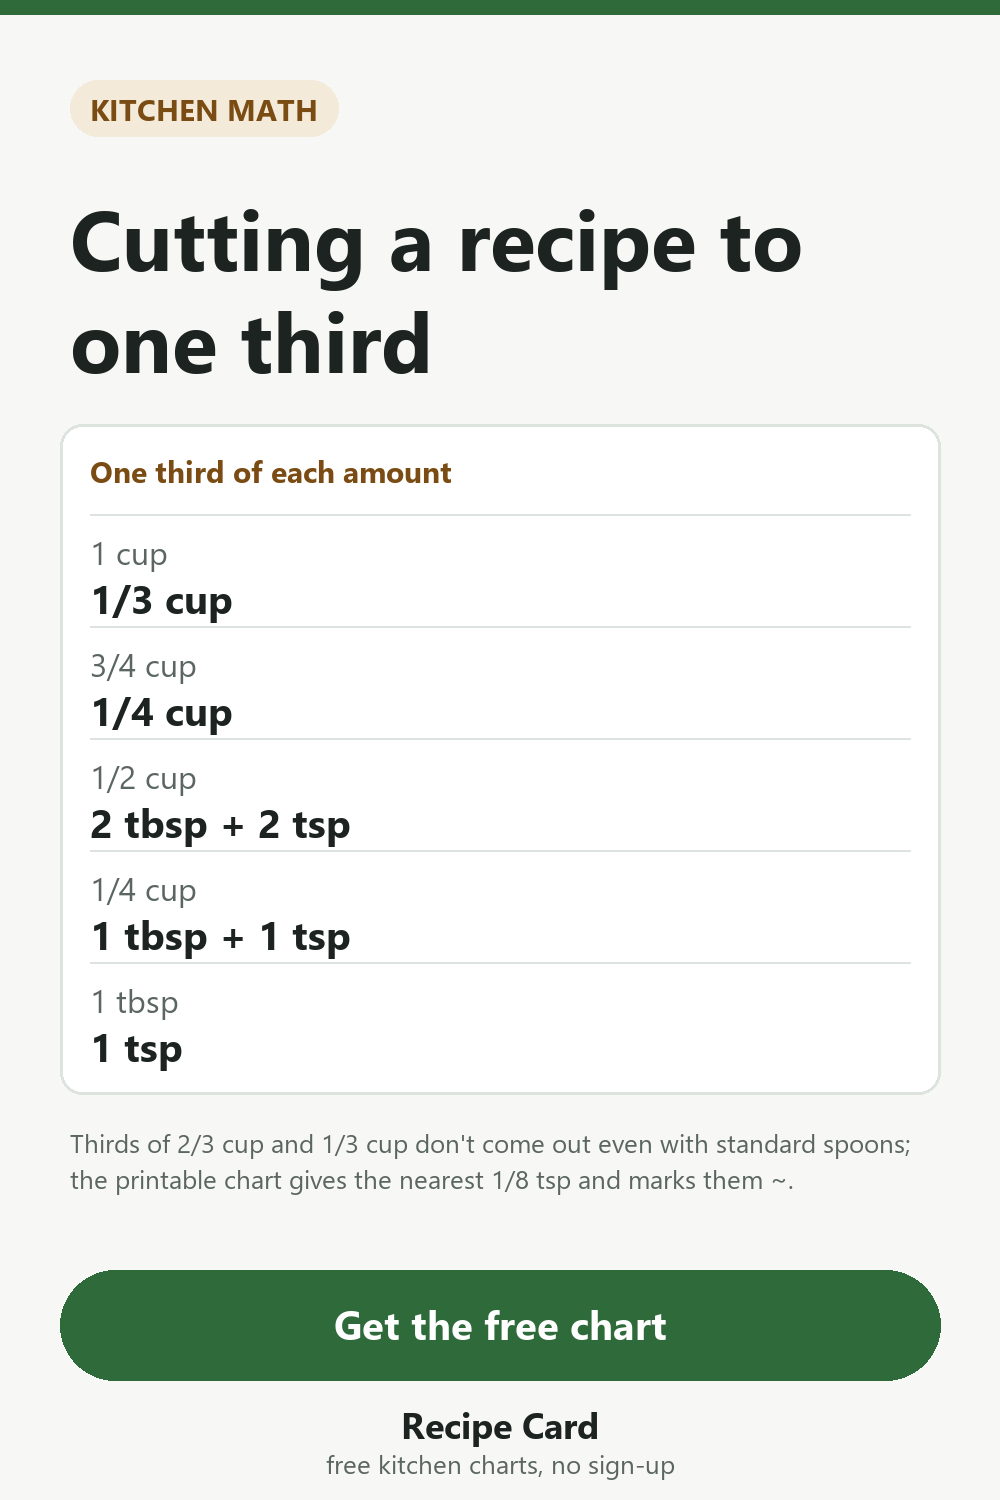 KITCHEN MATH
Cutting a recipe to
one third
One third of each amount
1 cup
1/3 cup
3/4 cup
1/4 cup
1/2 cup
2 tbsp + 2 tsp
1/4 cup
1 tbsp + 1 tsp
1 tbsp
1 tsp
Thirds of 2/3 cup and 1/3 cup don't come out even with standard spoons;
the printable chart gives the nearest 1/8 tsp and marks them ~.
Get the free chart
Recipe Card
free kitchen charts, no sign-up